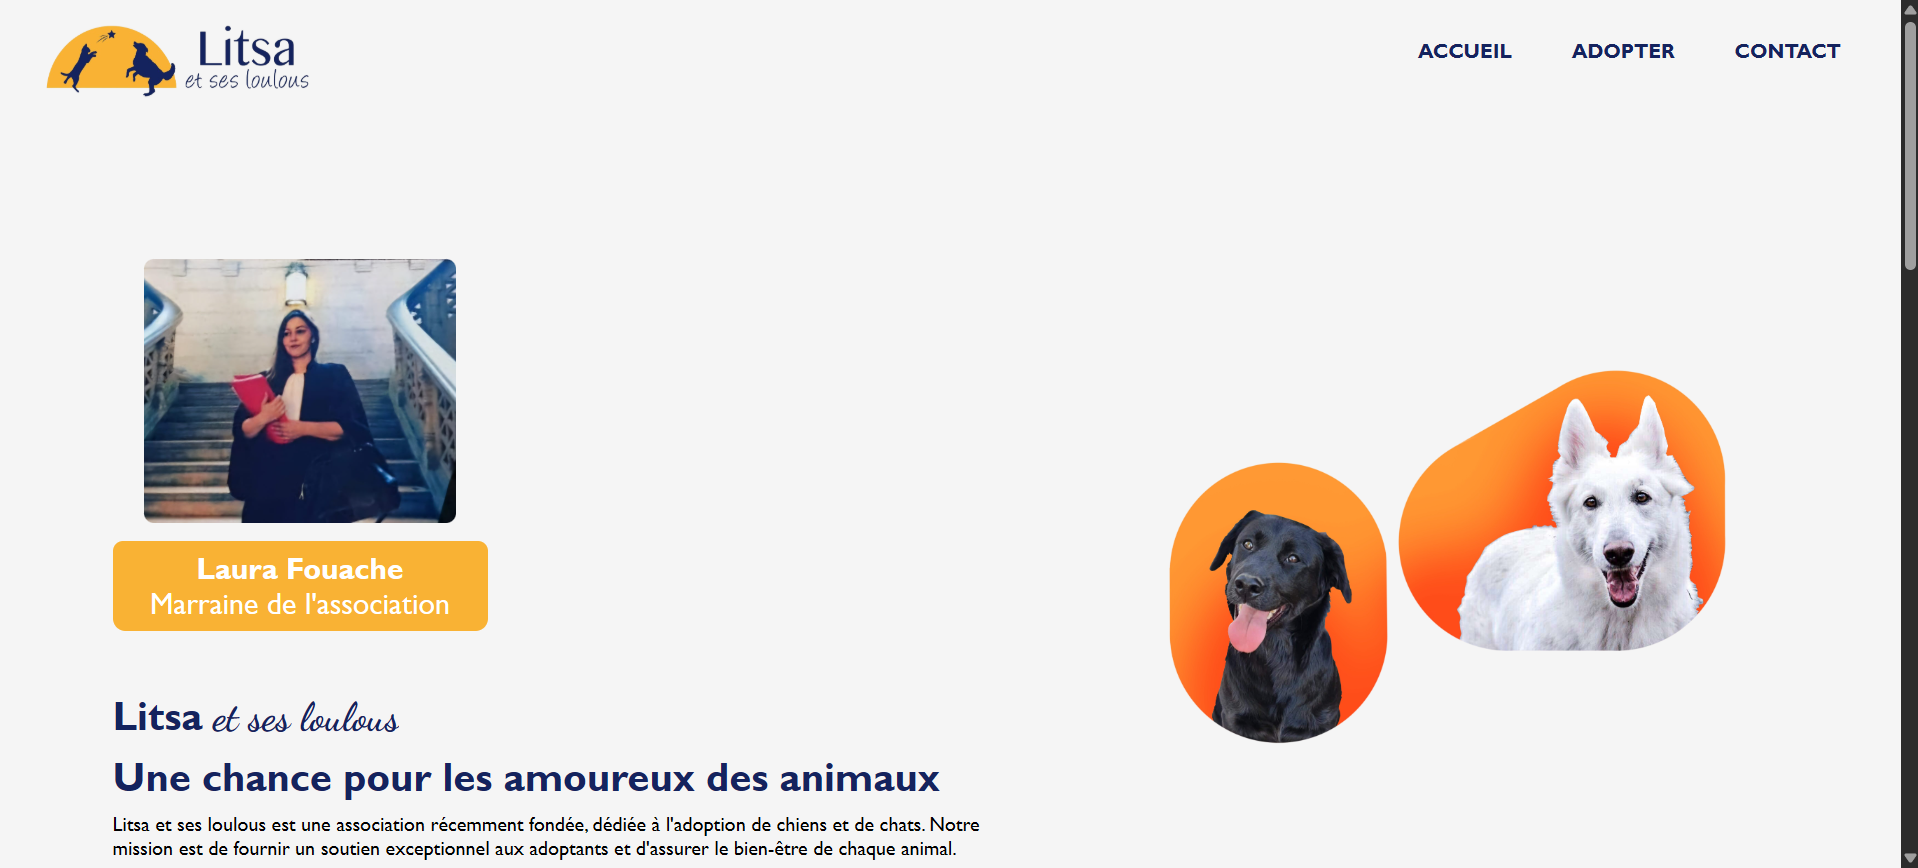 Litsa
et ses loulous
ACCUEIL
ADOPTER
CONTACT
Laura Fouache
Marraine de l'association
Litsa et ses loulous
Une chance pour les amoureux des animaux
Litsa et ses loulous est une association récemment fondée, dédiée à l'adoption de chiens et de chats. Notre
mission est de fournir un soutien exceptionnel aux adoptants et d'assurer le bien-être de chaque animal.